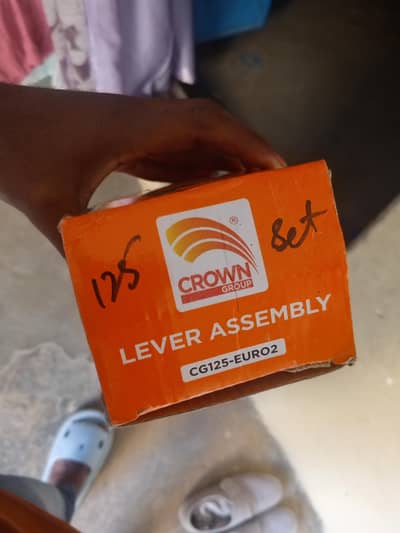 125
Set
®
CROWN
GROUP
LEVER ASSEMBLY
CG125-EURO2